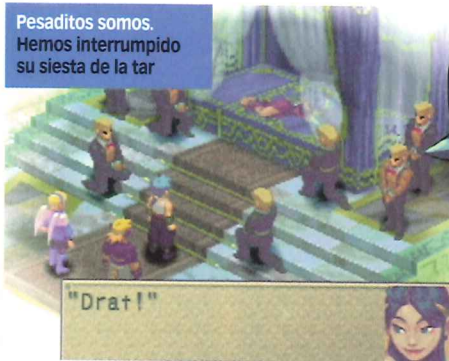 Pesaditos somos.
Hemos interrumpido
su siesta de la tar
"Drat!"